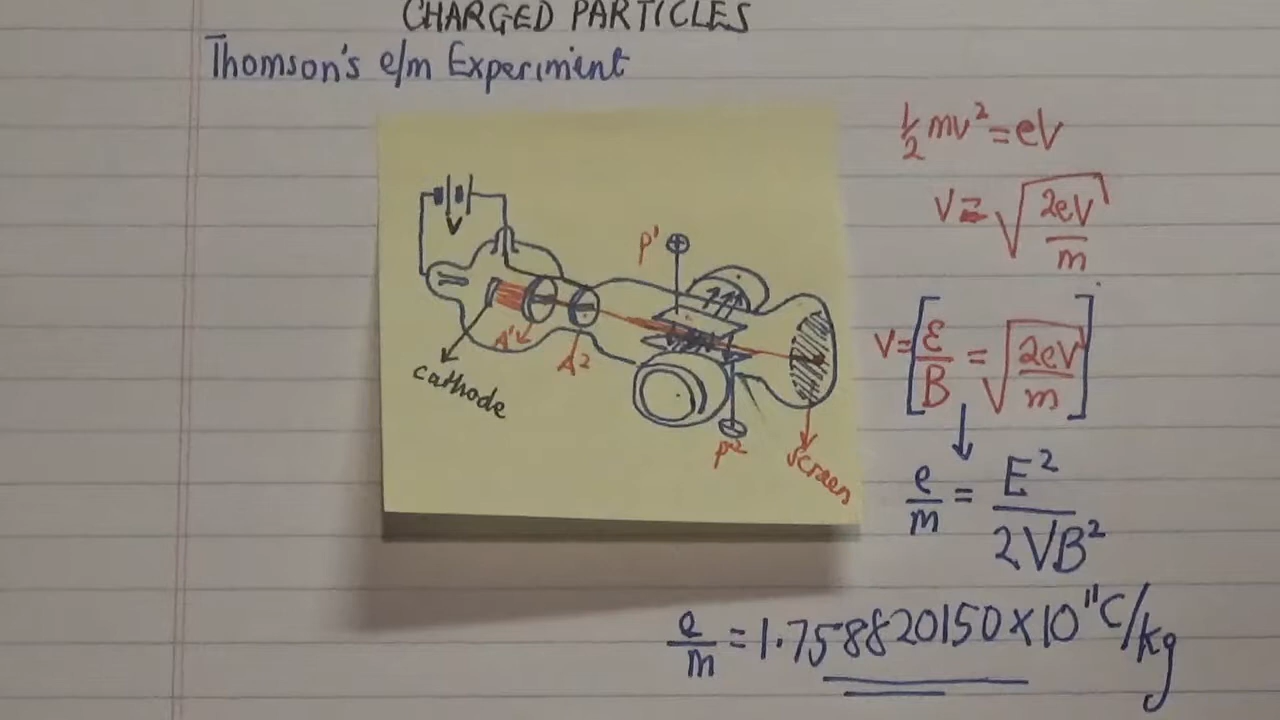 CHARGED PARTICLES
Thomson's e/m Experiment
V
cathode
A¹
A²
P¹
P²
Screen
½mv² = eV
V = √(2eV/m)
V = [ε/B = √(2eV/m)]
e/m = E²/2VB²
e/m = 1.758820150×10¹¹C/kg